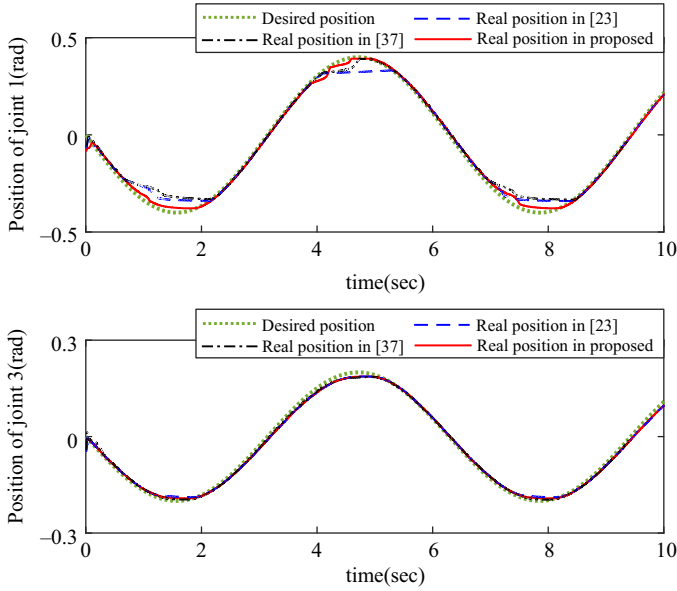 Desired position
Real position in [23]
Real position in [37]
Real position in proposed
Position of joint 1(rad)
0.5
0
–0.5
0
2
4
6
8
10
time(sec)
Desired position
Real position in [23]
Real position in [37]
Real position in proposed
Position of joint 3(rad)
0.3
0
–0.3
0
2
4
6
8
10
time(sec)